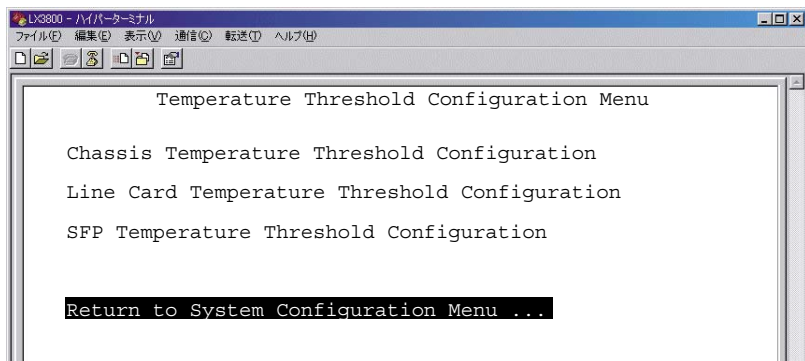 LX3800 - ハイパーターミナル
ファイル(F) 編集(E) 表示(V) 通信(C) 転送(T) ヘルプ(H)
Temperature Threshold Configuration Menu
Chassis Temperature Threshold Configuration
Line Card Temperature Threshold Configuration
SFP Temperature Threshold Configuration
Return to System Configuration Menu ...